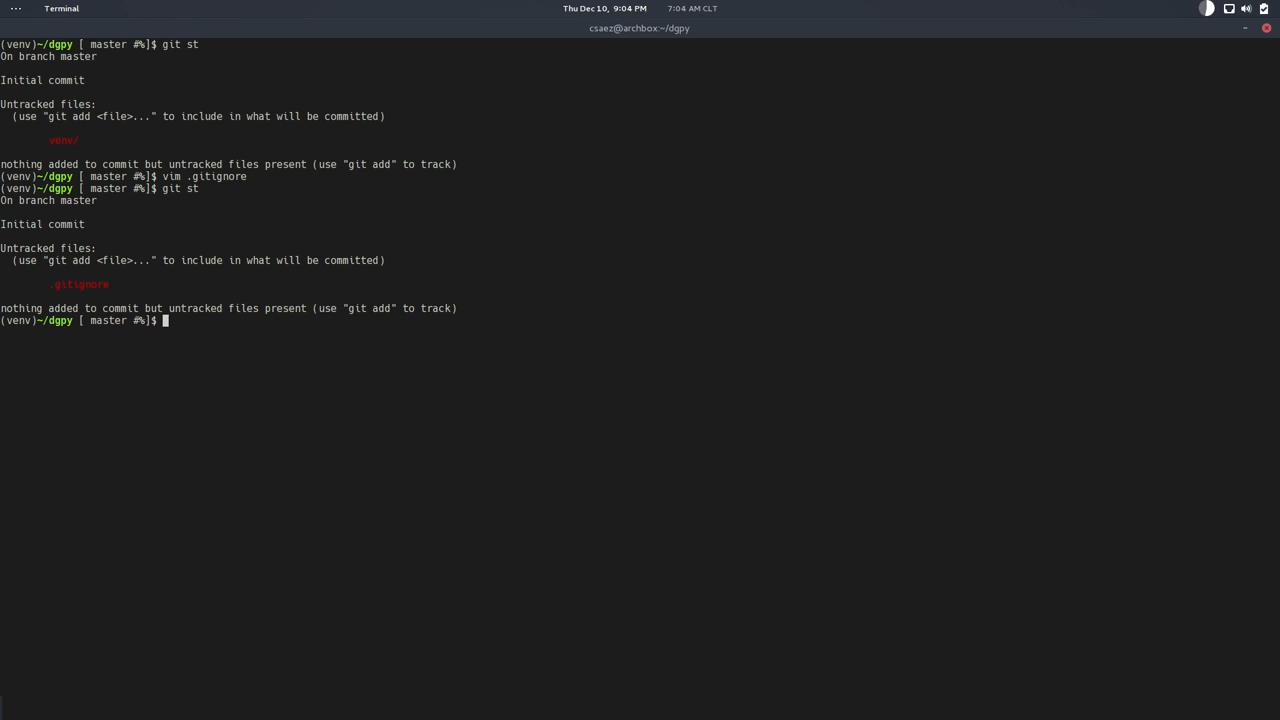 Terminal
Thu Dec 10, 9:04 PM 7:04 AM CLT
csaez@archbox:~/dgpy
(venv)~/dgpy [ master #%]$ git st
On branch master
Initial commit
Untracked files:
(use "git add <file>..." to include in what will be committed)
venv/
nothing added to commit but untracked files present (use "git add" to track)
(venv)~/dgpy [ master #%]$ vim .gitignore
(venv)~/dgpy [ master #%]$ git st
On branch master
Initial commit
Untracked files:
(use "git add <file>..." to include in what will be committed)
.gitignore
nothing added to commit but untracked files present (use "git add" to track)
(venv)~/dgpy [ master #%]$